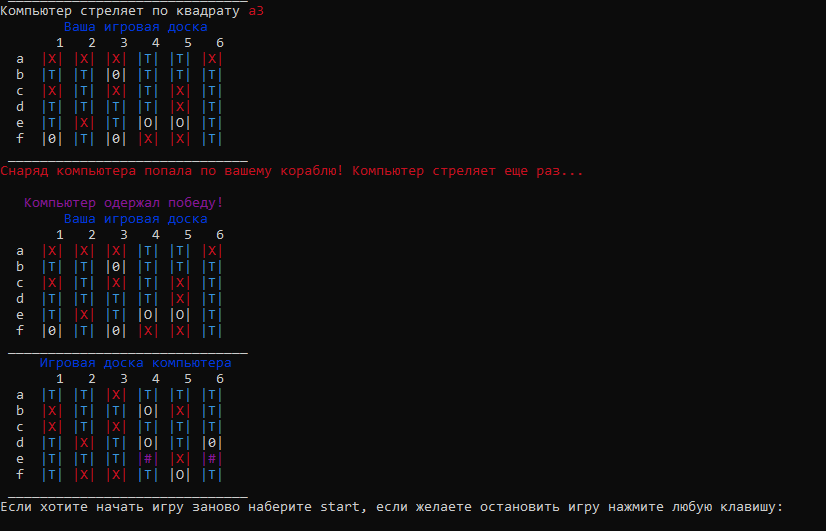 Компьютер стреляет по квадрату a3
Ваша игровая доска
1 2 3 4 5 6
a |X| |X| |X| |T| |T| |X|
b |T| |T| |0| |T| |T| |T|
c |X| |T| |X| |T| |X| |T|
d |T| |T| |T| |T| |X| |T|
e |T| |X| |T| |O| |O| |T|
f |0| |T| |0| |X| |X| |T|
Снаряд компьютера попала по вашему кораблю! Компьютер стреляет еще раз...
Компьютер одержал победу!
Ваша игровая доска
1 2 3 4 5 6
a |X| |X| |X| |T| |T| |X|
b |T| |T| |0| |T| |T| |T|
c |X| |T| |X| |T| |X| |T|
d |T| |T| |T| |T| |X| |T|
e |T| |X| |T| |O| |O| |T|
f |0| |T| |0| |X| |X| |T|
Игровая доска компьютера
1 2 3 4 5 6
a |T| |T| |X| |T| |T| |T|
b |X| |T| |T| |O| |X| |T|
c |X| |T| |X| |T| |T| |T|
d |T| |X| |T| |O| |T| |0|
e |T| |T| |T| |#| |X| |#|
f |T| |X| |X| |T| |O| |T|
Если хотите начать игру заново наберите start, если желаете остановить игру нажмите любую клавишу: